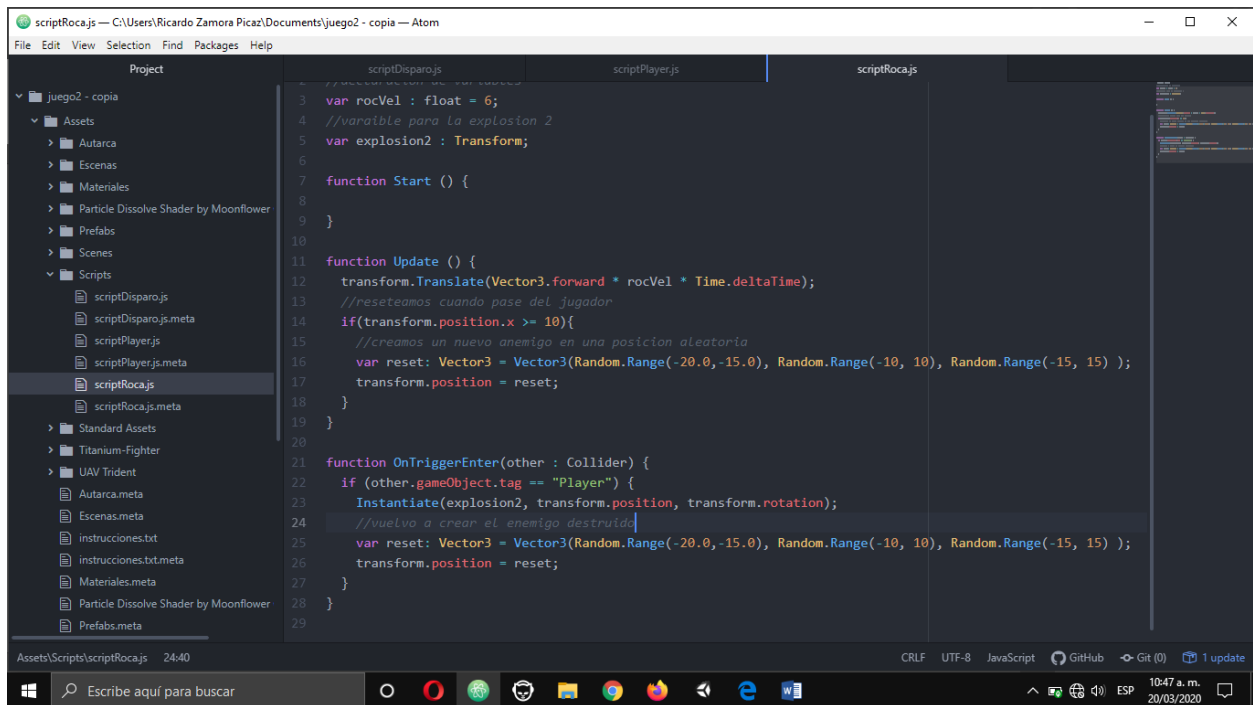 scriptRoca.js — C:\Users\Ricardo Zamora Picaz\Documents\juego2 - copia — Atom
File Edit View Selection Find Packages Help
Project
juego2 - copia
Assets
Autarca
Escenas
Materiales
Particle Dissolve Shader by Moonflower
Prefabs
Scenes
Scripts
scriptDisparo.js
scriptDisparo.js.meta
scriptPlayer.js
scriptPlayer.js.meta
scriptRoca.js
scriptRoca.js.meta
Standard Assets
Titanium-Fighter
UAV Trident
Autarca.meta
Escenas.meta
instrucciones.txt
instrucciones.txt.meta
Materiales.meta
Particle Dissolve Shader by Moonflower
Prefabs.meta
scriptDisparo.js scriptPlayer.js scriptRoca.js
3 var rocVel : float = 6;
4 //varaible para la explosion 2
5 var explosion2 : Transform;
6
7 function Start () {
8
9 }
10
11 function Update () {
12 transform.Translate(Vector3.forward * rocVel * Time.deltaTime);
13 //reseteamos cuando pase del jugador
14 if(transform.position.x >= 10){
15 //creamos un nuevo anemigo en una posicion aleatoria
16 var reset: Vector3 = Vector3(Random.Range(-20.0,-15.0), Random.Range(-10, 10), Random.Range(-15, 15) );
17 transform.position = reset;
18 }
19 }
20
21 function OnTriggerEnter(other : Collider) {
22 if (other.gameObject.tag == "Player") {
23 Instantiate(explosion2, transform.position, transform.rotation);
24 //vuelvo a crear el enemigo destruido
25 var reset: Vector3 = Vector3(Random.Range(-20.0,-15.0), Random.Range(-10, 10), Random.Range(-15, 15) );
26 transform.position = reset;
27 }
28 }
29
Assets\Scripts\scriptRoca.js 24:40 CRLF UTF-8 JavaScript GitHub Git (0) 1 update
Escribe aquí para buscar
ESP
10:47 a. m.
20/03/2020